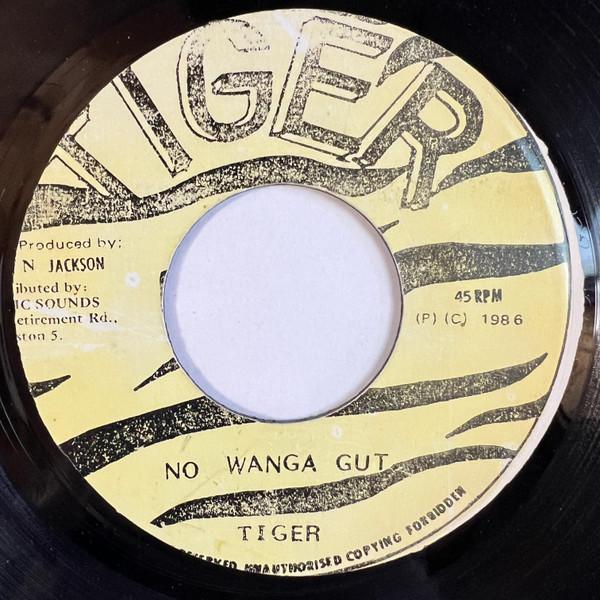 TIGER
Produced by:
N JACKSON
ibuted by:
IC SOUNDS
etirement Rd.,
ston 5.
45 RPM
(P) (C) 1986
NO WANGA GUT
TIGER
UNAUTHORISED COPYING FORBIDDEN